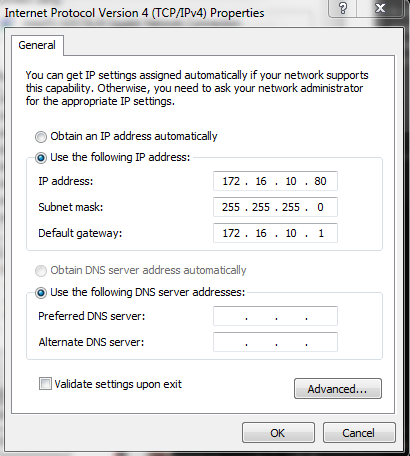 Internet Protocol Version 4 (TCP/IPv4) Properties
General
You can get IP settings assigned automatically if your network supports
this capability. Otherwise, you need to ask your network administrator
for the appropriate IP settings.
Obtain an IP address automatically
Use the following IP address:
IP address: 172 . 16 . 10 . 80
Subnet mask: 255 . 255 . 255 . 0
Default gateway: 172 . 16 . 10 . 1
Obtain DNS server address automatically
Use the following DNS server addresses:
Preferred DNS server: . . .
Alternate DNS server: . . .
Validate settings upon exit
Advanced...
OK Cancel